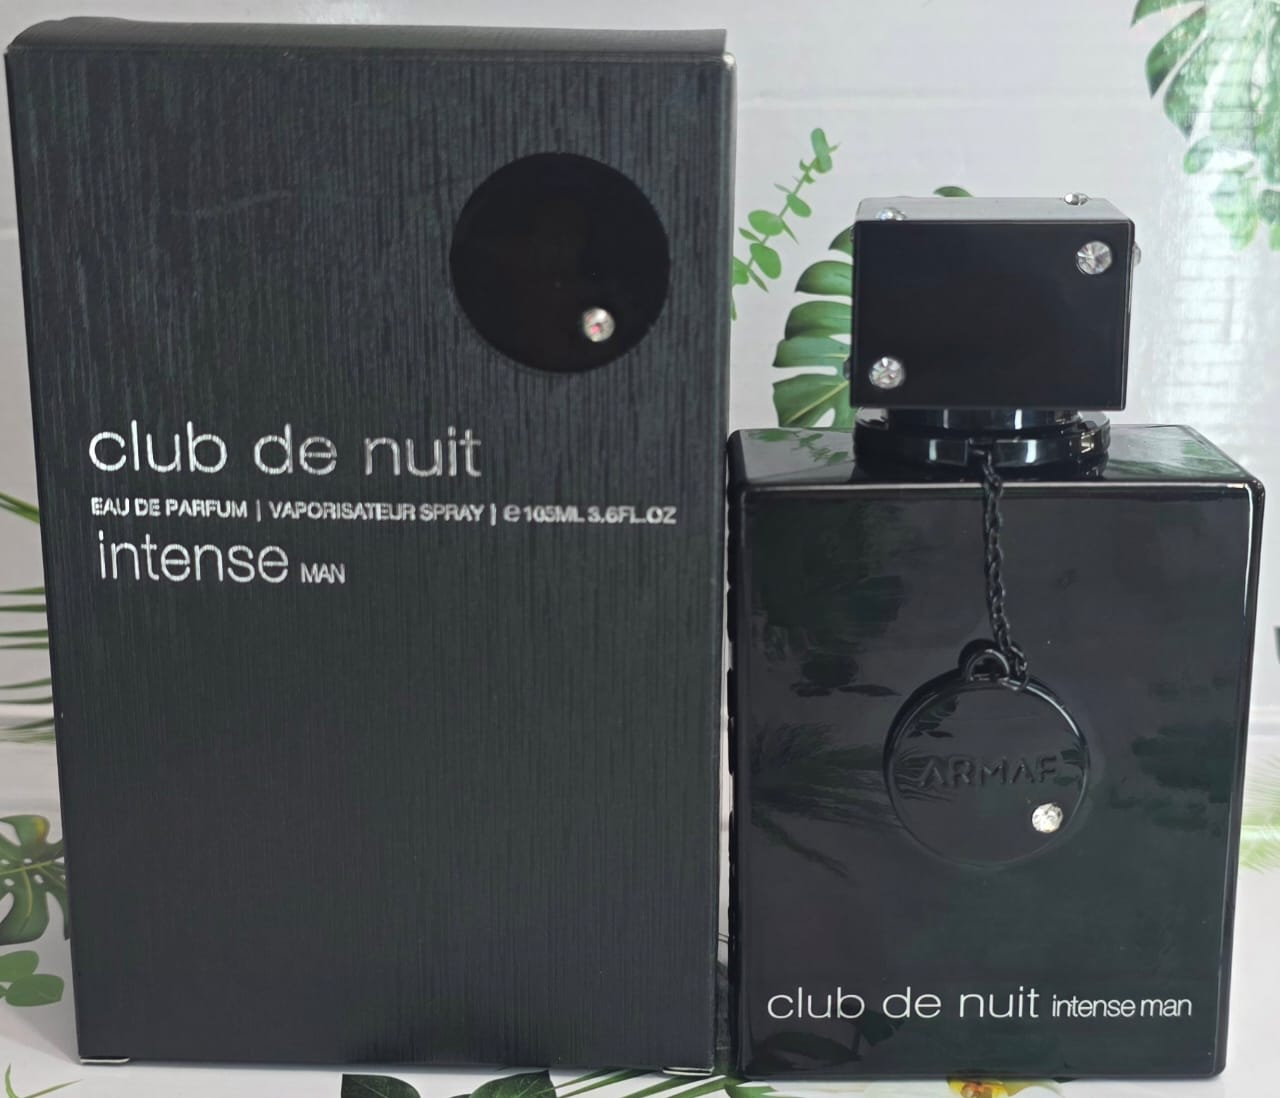 club de nuit
EAU DE PARFUM | VAPORISATEUR SPRAY | ℮ 105ML 3.6FL.OZ
intense MAN
ARMAF
club de nuit intense man